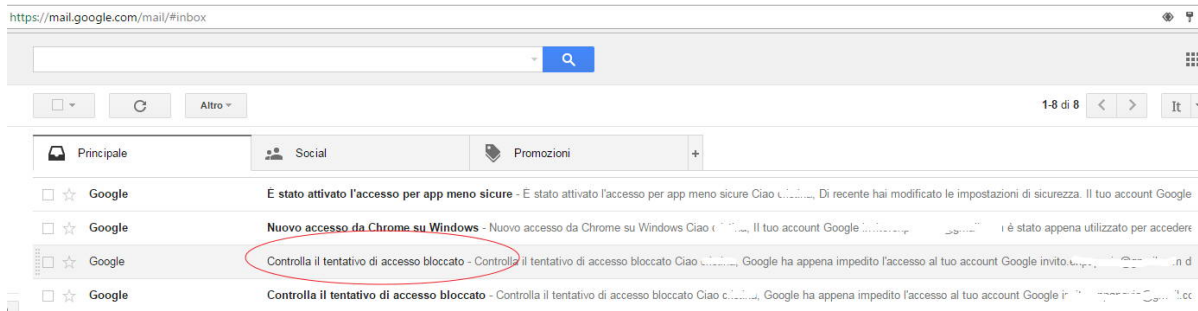 https://mail.google.com/mail/#inbox
Altro
1-8 di 8
It
Principale Social Promozioni +
Google È stato attivato l'accesso per app meno sicure - È stato attivato l'accesso per app meno sicure Ciao Di recente hai modificato le impostazioni di sicurezza. Il tuo account Google
Google Nuovo accesso da Chrome su Windows - Nuovo accesso da Chrome su Windows Ciao Il tuo account Google è stato appena utilizzato per accedere
Google Controlla il tentativo di accesso bloccato - Controlla il tentativo di accesso bloccato Ciao Google ha appena impedito l'accesso al tuo account Google
Google Controlla il tentativo di accesso bloccato - Controlla il tentativo di accesso bloccato Ciao Google ha appena impedito l'accesso al tuo account Google